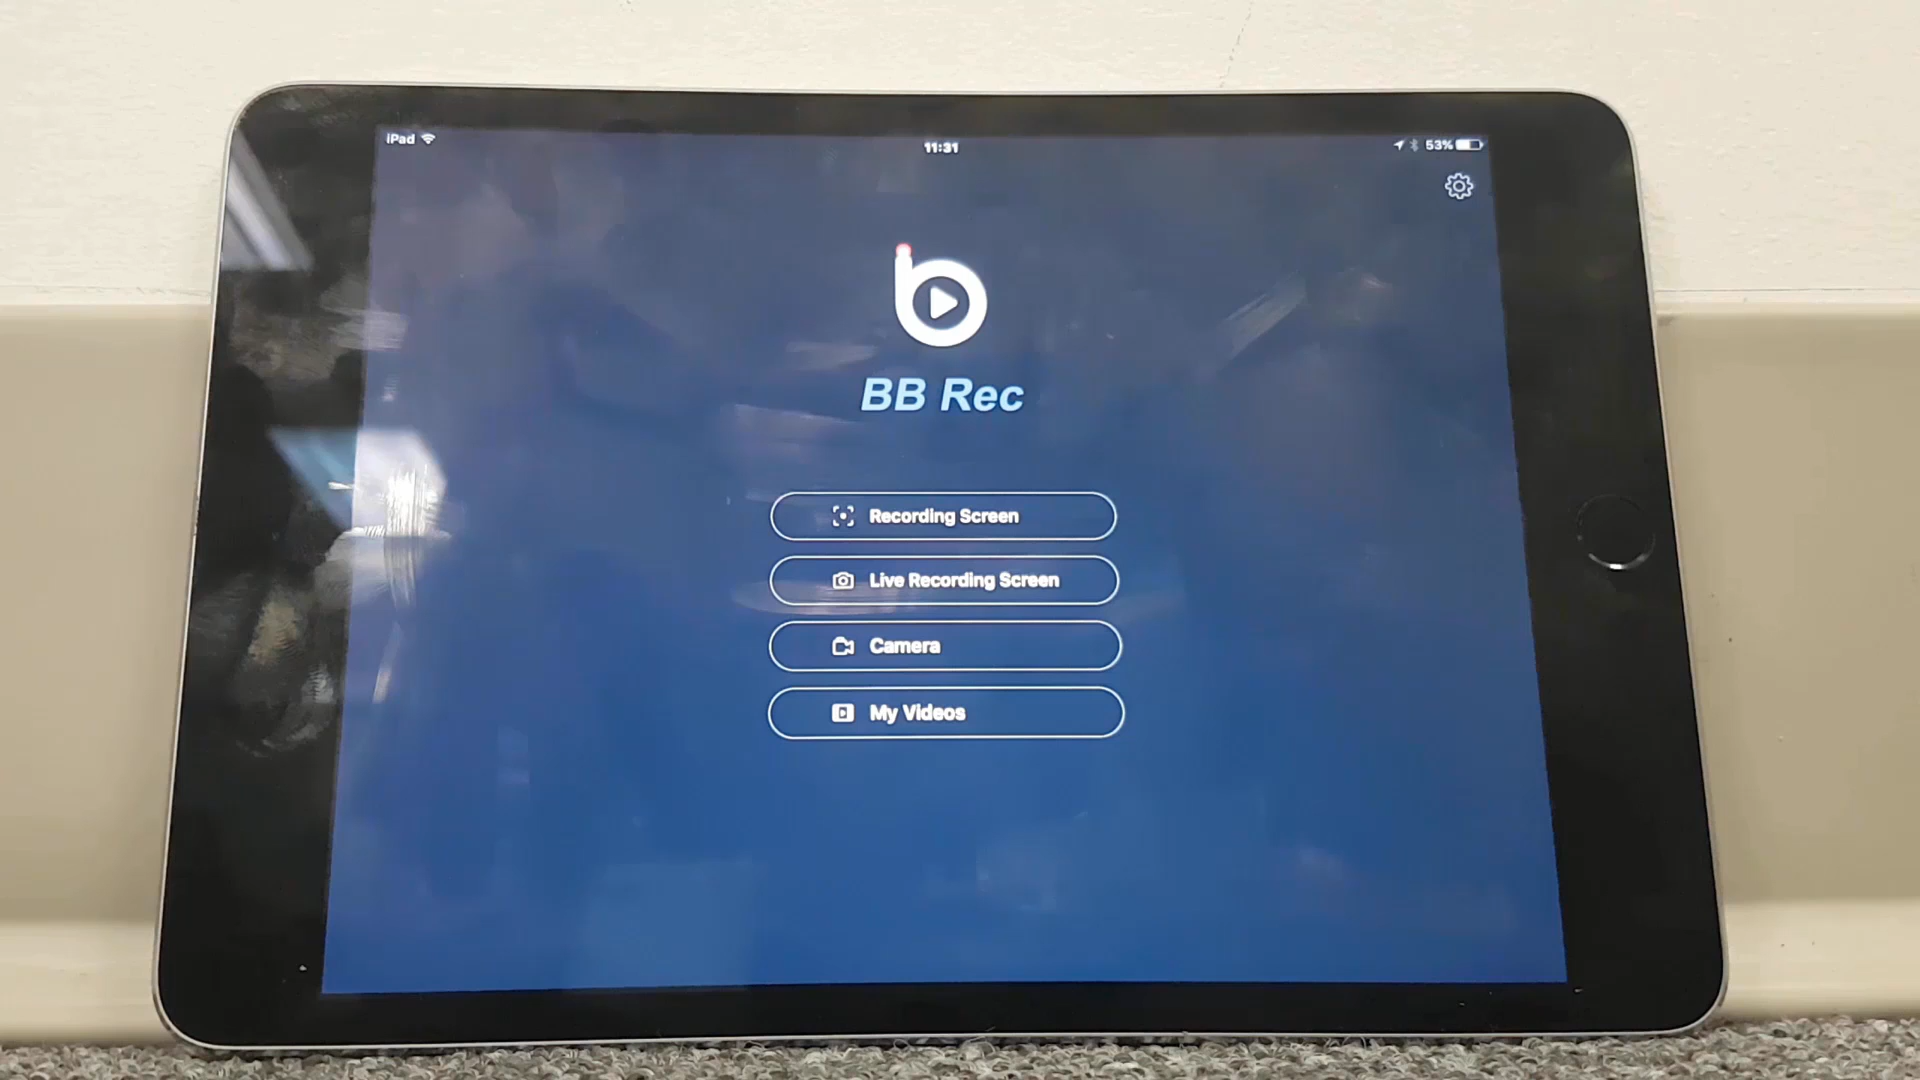 iPad
11:31
53%
BB Rec
Recording Screen
Live Recording Screen
Camera
My Videos